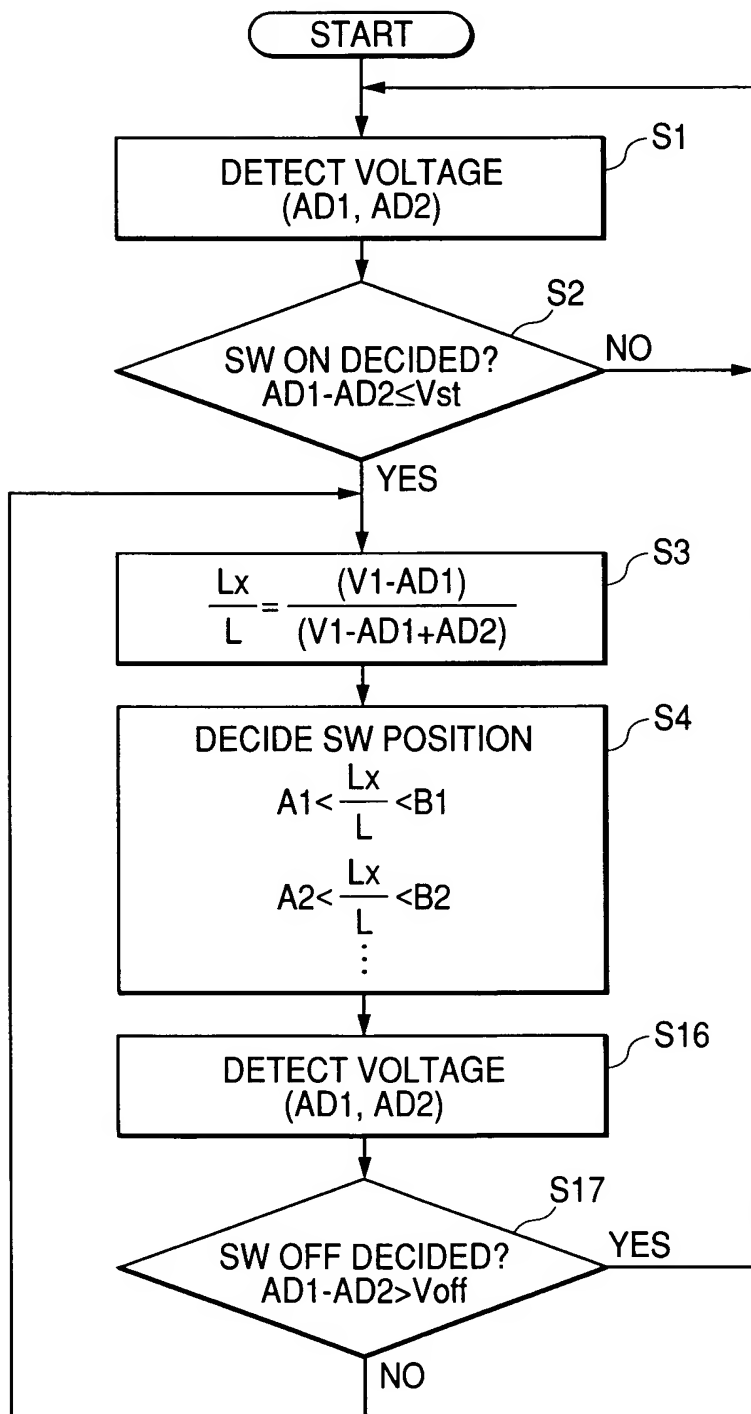 START
S1
DETECT VOLTAGE
(AD1, AD2)
S2
SW ON DECIDED?
AD1-AD2≤Vst
NO
YES
S3
Lx/L = (V1-AD1)/(V1-AD1+AD2)
S4
DECIDE SW POSITION
A1< Lx/L <B1
A2< Lx/L <B2
⋮
S16
DETECT VOLTAGE
(AD1, AD2)
S17
SW OFF DECIDED?
AD1-AD2>Voff
YES
NO